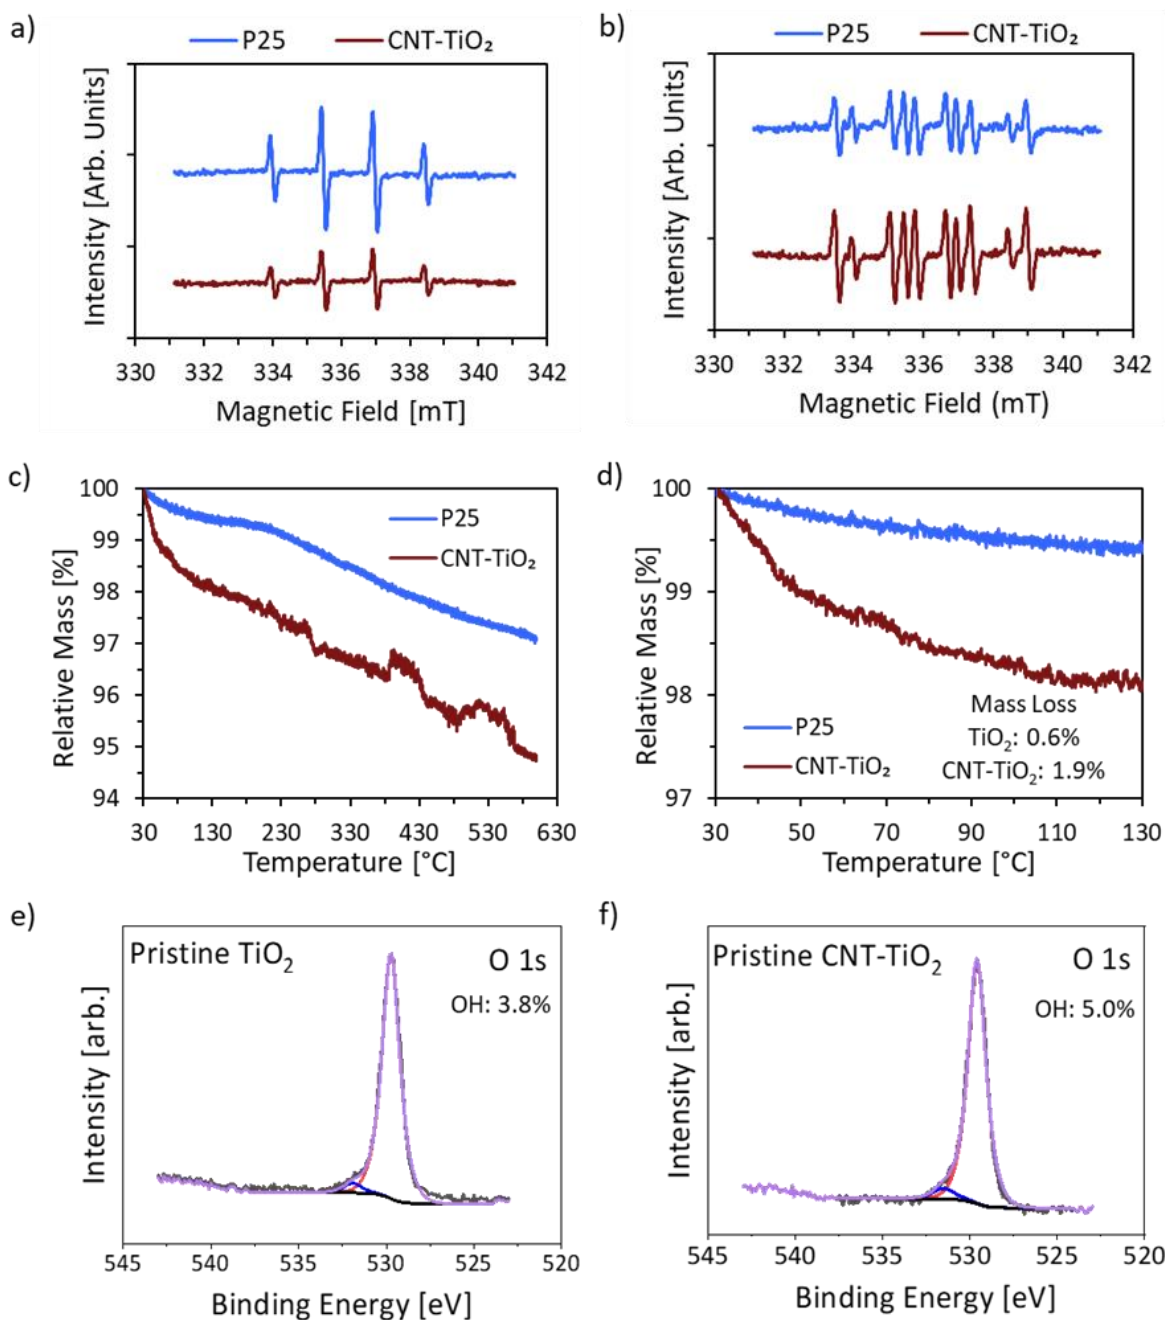 a)
P25
CNT-TiO₂
Intensity [Arb. Units]
330 332 334 336 338 340 342
Magnetic Field [mT]
b)
P25
CNT-TiO₂
Intensity [Arb. Units]
330 332 334 336 338 340 342
Magnetic Field (mT)
c)
Relative Mass [%]
100
99
98
97
96
95
94
P25
CNT-TiO₂
30 130 230 330 430 530 630
Temperature [°C]
d)
Relative Mass [%]
100
99
98
97
P25
CNT-TiO₂
Mass Loss
TiO₂: 0.6%
CNT-TiO₂: 1.9%
30 50 70 90 110 130
Temperature [°C]
e)
Pristine TiO₂
O 1s
OH: 3.8%
Intensity [arb.]
545 540 535 530 525 520
Binding Energy [eV]
f)
Pristine CNT-TiO₂
O 1s
OH: 5.0%
Intensity [arb.]
545 540 535 530 525 520
Binding Energy [eV]